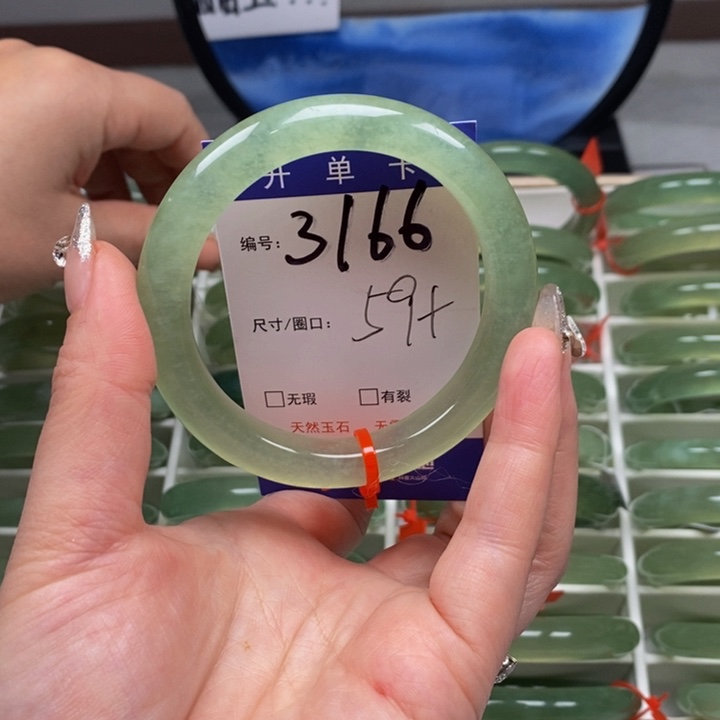 开单卡
编号：3166
尺寸/圈口：59+
□无瑕 □有裂
天然玉石 无